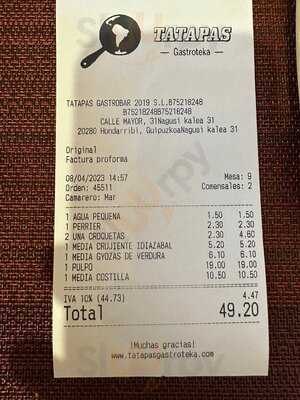 TATAPAS
— Gastroteka —
TATAPAS GASTROBAR 2019 S.L.B75218248
B75218248B75218248
CALLE MAYOR, 31Nagusi kalea 31
20280 Hondarribi, GuipuzkoaNagusi kalea 31
Original
Factura proforma
08/04/2023 14:57 Mesa: 9
Orden: 45511 Comensales: 2
Camarero: Mar
1 AGUA PEQUEÑA 1.50 1.50
1 PERRIER 2.30 2.30
2 UNA CROQUETAS 2.30 4.60
1 MEDIA CRUJIENTE IDIAZABAL 5.20 5.20
1 MEDIA GYOZAS DE VERDURA 6.10 6.10
1 PULPO 19.00 19.00
1 MEDIA COSTILLA 10.50 10.50
IVA 10% (44.73) 4.47
Total 49.20
¡Muchas gracias!
-www.tatapasgastroteka.com-